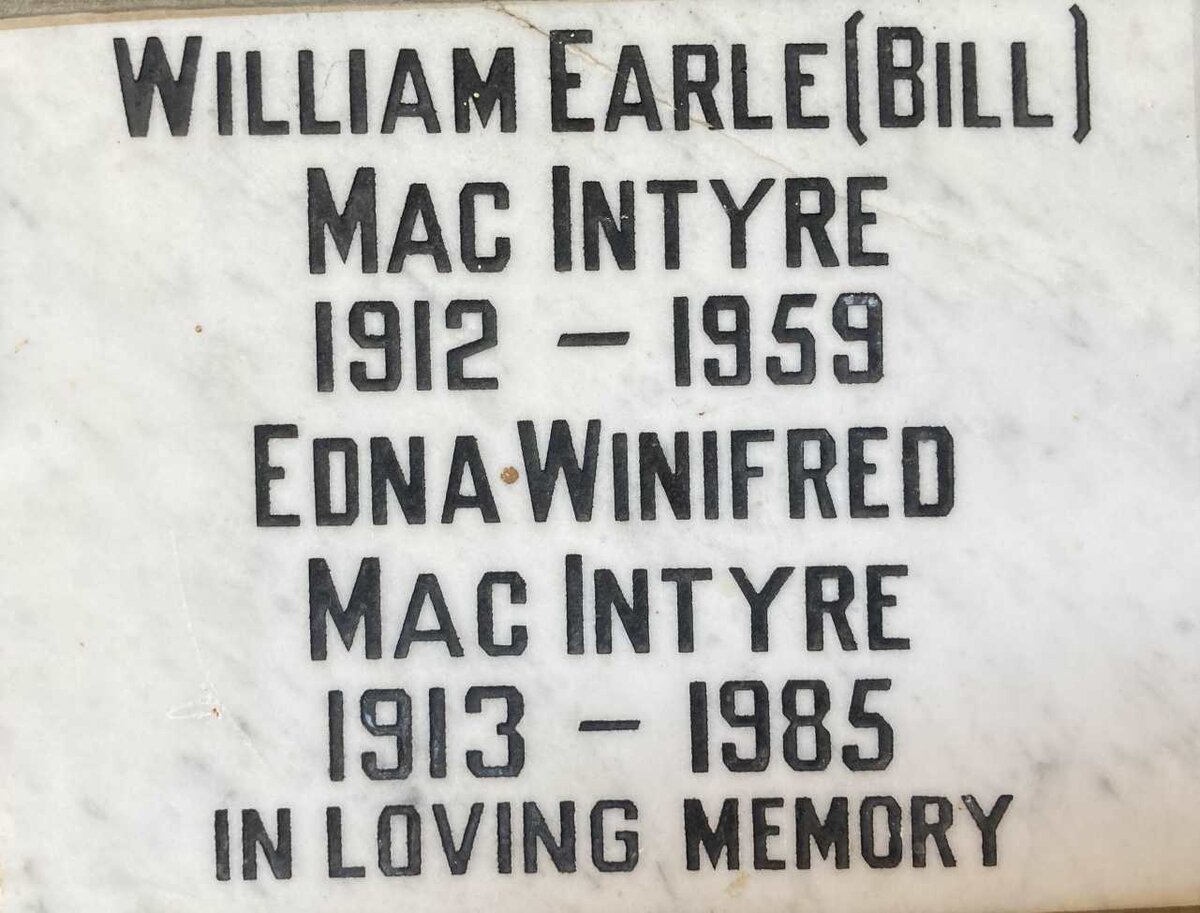 WILLIAM EARLE (BILL)
MAC INTYRE
1912 — 1959
EDNA WINIFRED
MAC INTYRE
1913 — 1985
IN LOVING MEMORY